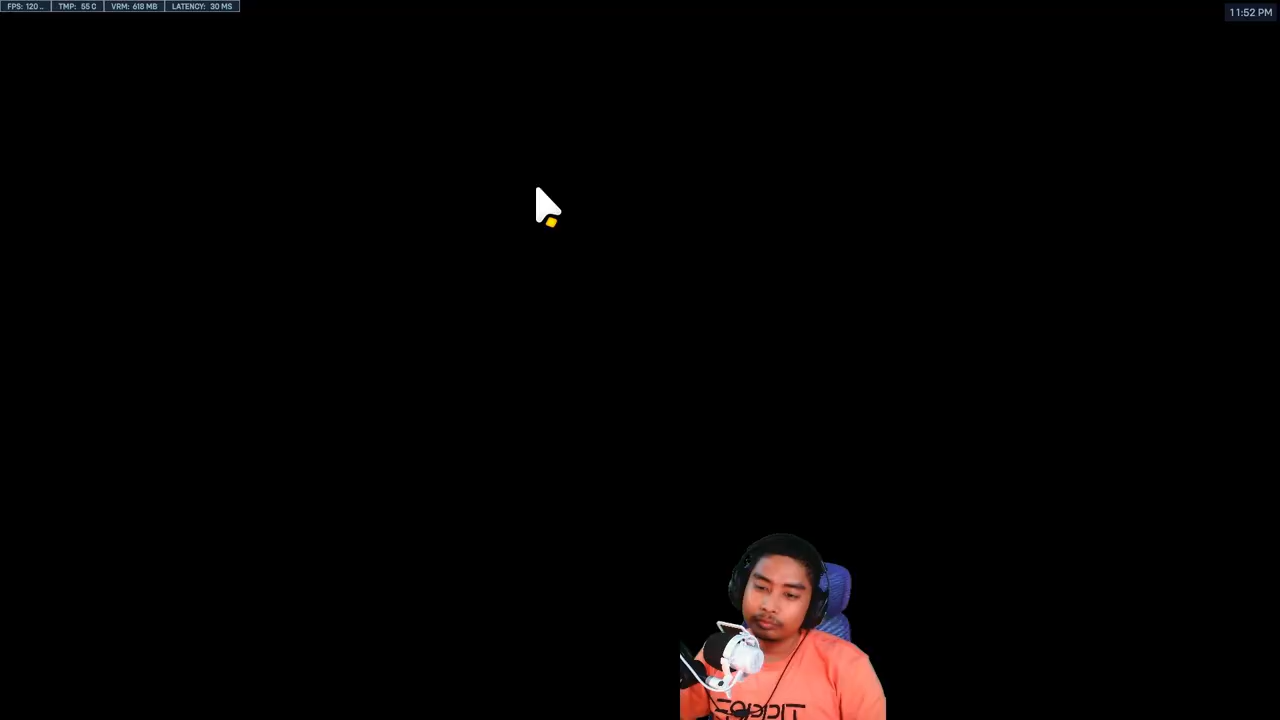 FPS: 120 ..
TMP: 55 C
VRM: 618 MB
LATENCY: 30 MS
11:52 PM